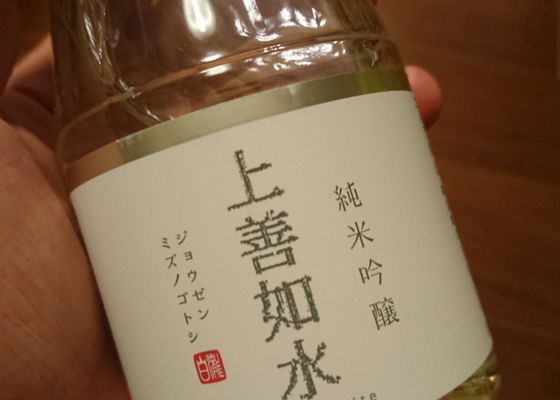 純米吟醸
上善如水
ジョウゼン
ミズノゴトシ
白瀧